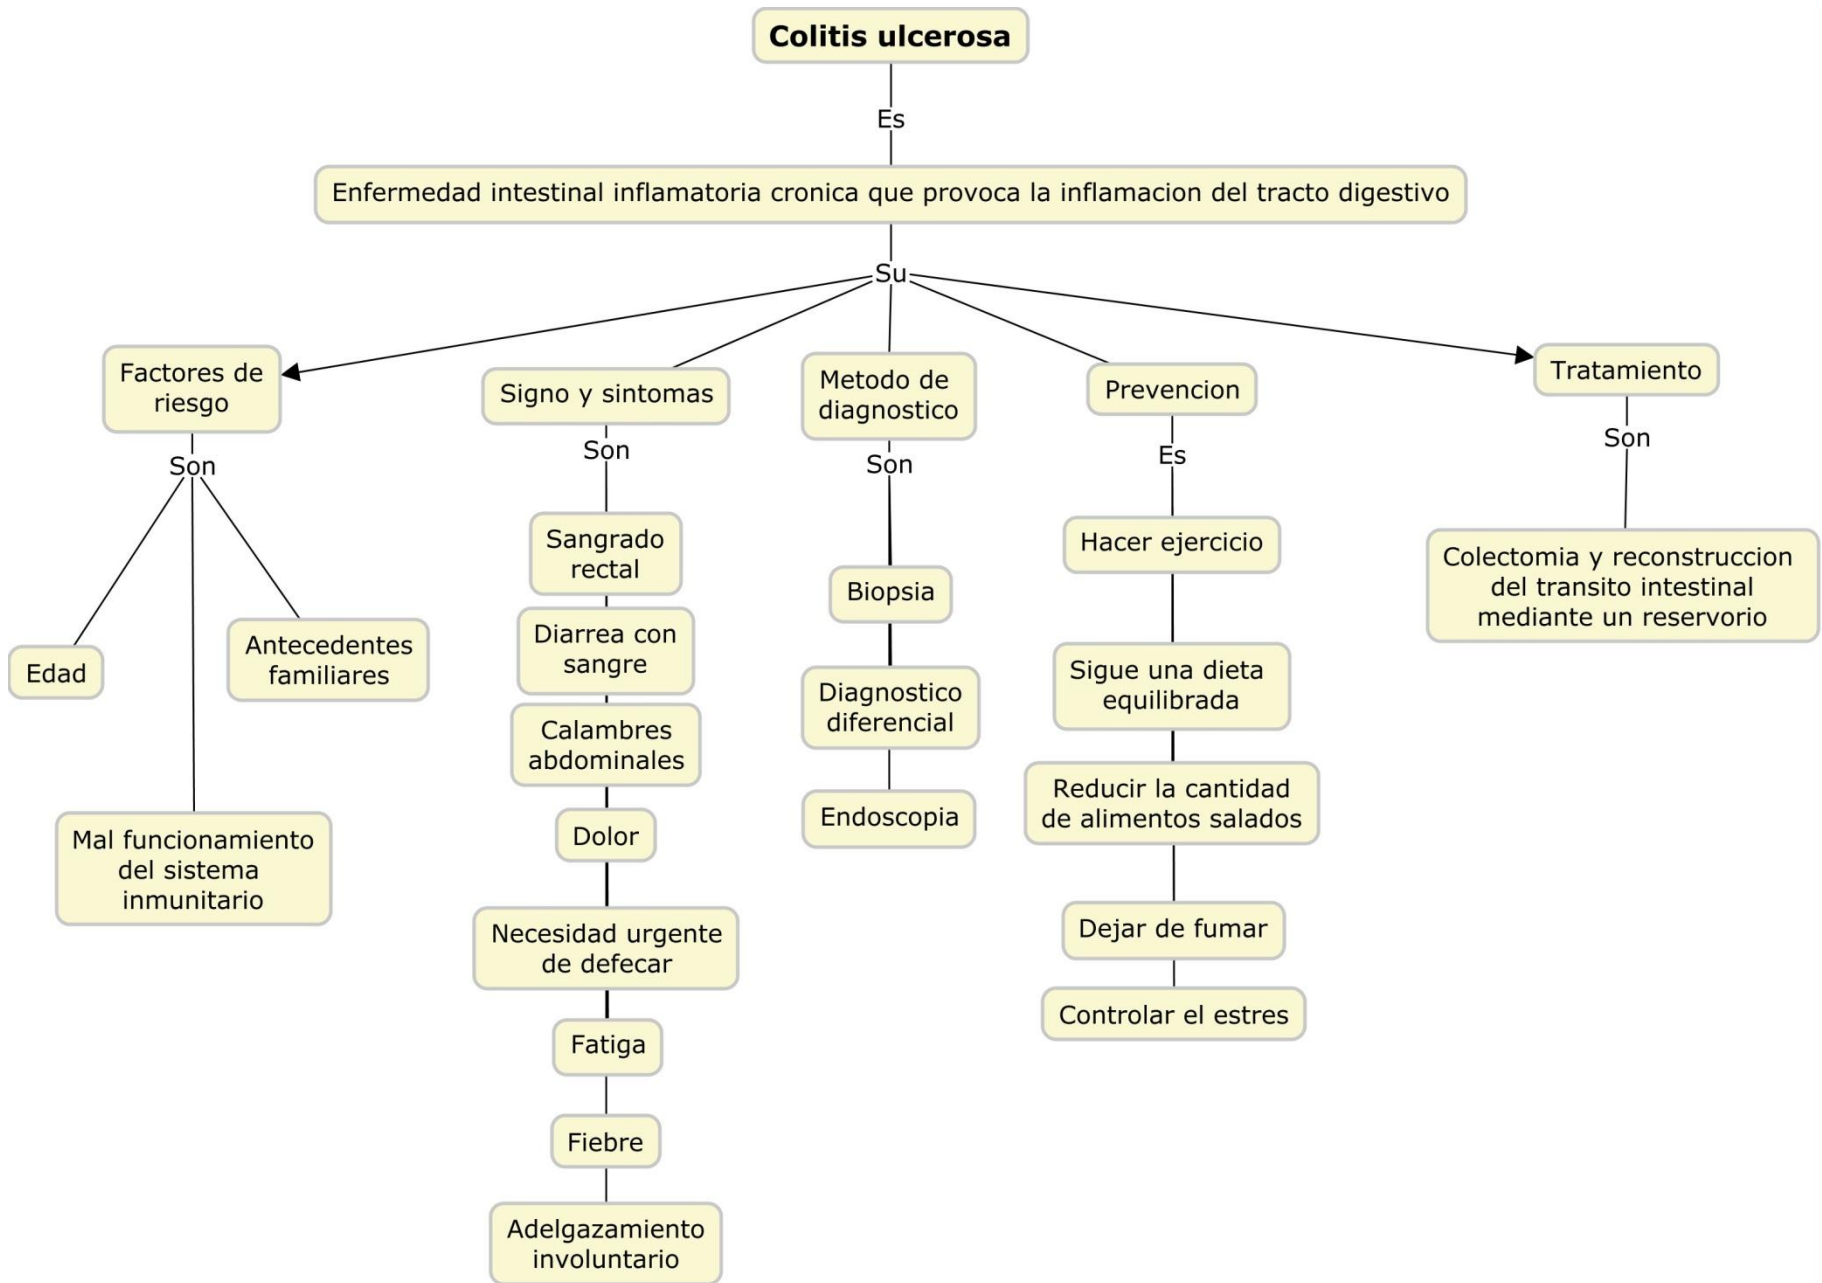 Colitis ulcerosa
Es
Enfermedad intestinal inflamatoria cronica que provoca la inflamacion del tracto digestivo
Su
Factores de
riesgo
Son
Edad
Mal funcionamiento
del sistema
inmunitario
Antecedentes
familiares
Signo y sintomas
Son
Sangrado
rectal
Diarrea con
sangre
Calambres
abdominales
Dolor
Necesidad urgente
de defecar
Fatiga
Fiebre
Adelgazamiento
involuntario
Metodo de
diagnostico
Son
Biopsia
Diagnostico
diferencial
Endoscopia
Prevencion
Es
Hacer ejercicio
Sigue una dieta
equilibrada
Reducir la cantidad
de alimentos salados
Dejar de fumar
Controlar el estres
Tratamiento
Son
Colectomia y reconstruccion
del transito intestinal
mediante un reservorio